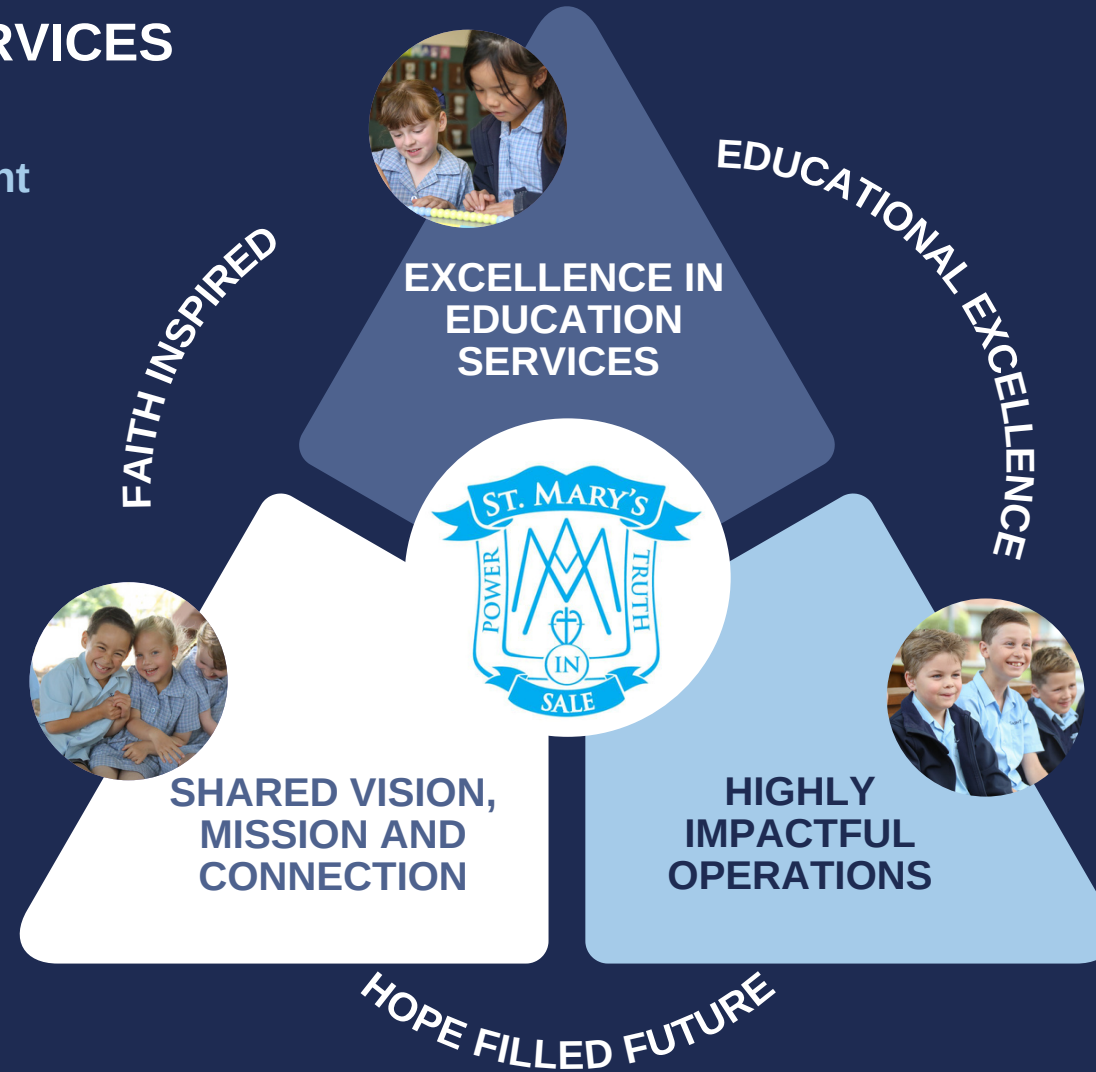 RVICES
nt
FAITH INSPIRED
EDUCATIONAL EXCELLENCE
EXCELLENCE IN
EDUCATION
SERVICES
ST. MARY'S
POWER
TRUTH
IN
SALE
SHARED VISION,
MISSION AND
CONNECTION
HIGHLY
IMPACTFUL
OPERATIONS
HOPE FILLED FUTURE